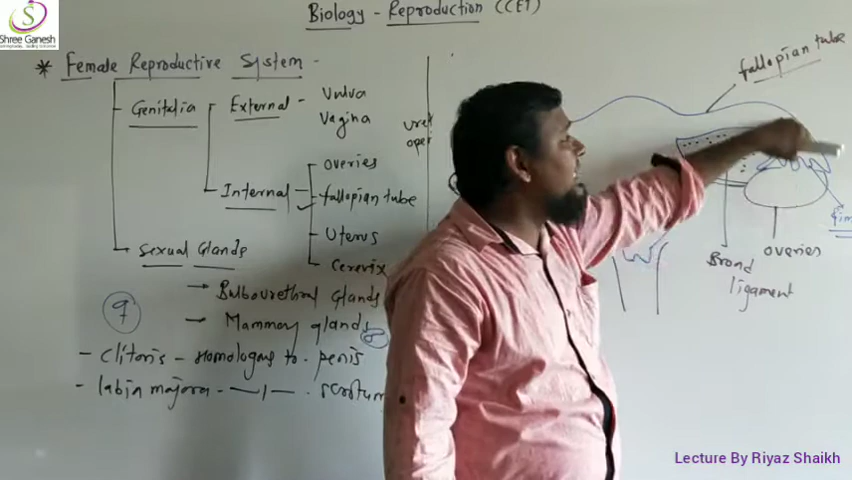 S
Shree Ganesh
Biology - Reproduction (CET)
* Female Reproductive System -
Genitalia
External - Vulva
Vagina
Internal - overies
fallopian tube
Uterus
Cererix
Sexual Glands
→ Bulbourethral Glands
→ Mammary glands
- Clitoris - Homologous to. penis
- labia majora - —1— . scrotum
fallopian tube
overies
Broad
ligament
Lecture By Riyaz Shaikh